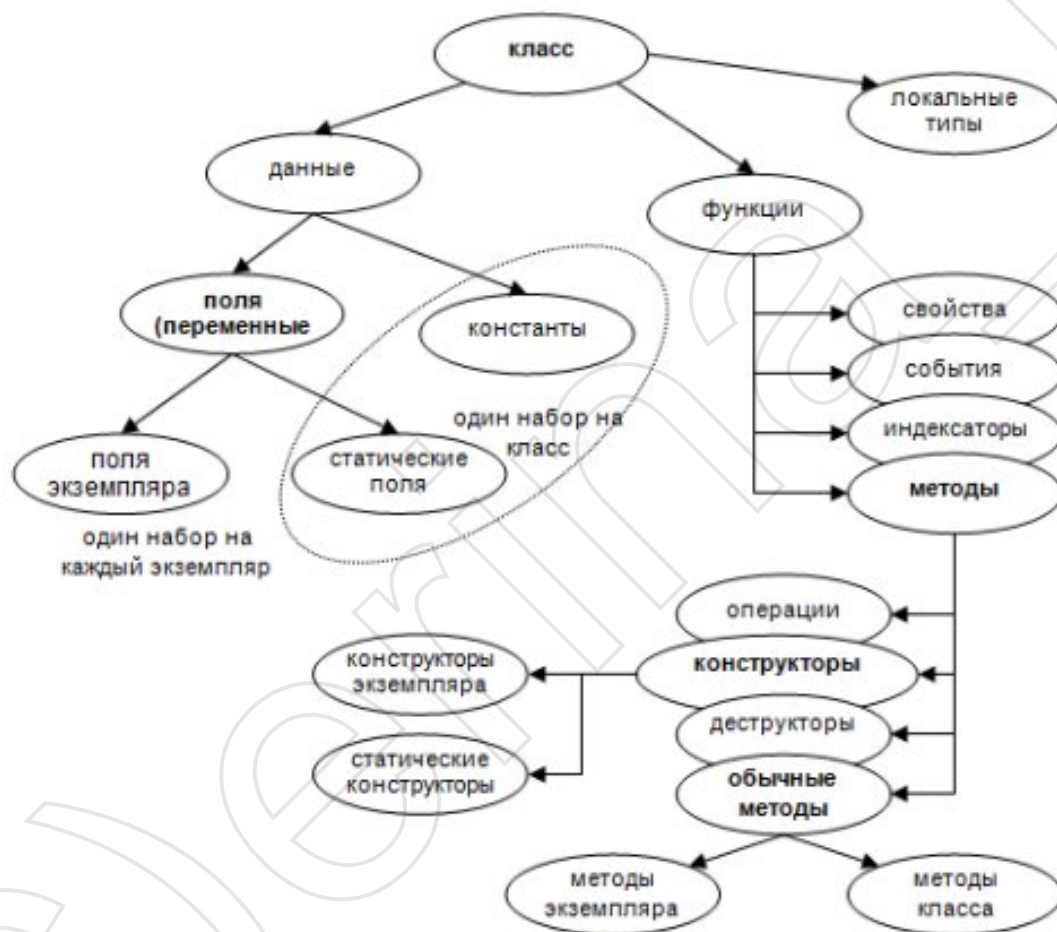 класс
локальные
типы
данные
функции
поля
(переменные
константы
свойства
события
индексаторы
методы
один набор на
класс
поля
экземпляра
статические
поля
один набор на
каждый экземпляр
операции
конструкторы
конструкторы
экземпляра
деструкторы
статические
конструкторы
обычные
методы
методы
экземпляра
методы
класса